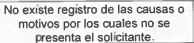 No existe registro de las causas o
motivos por los cuales no se
presenta el solicitante.